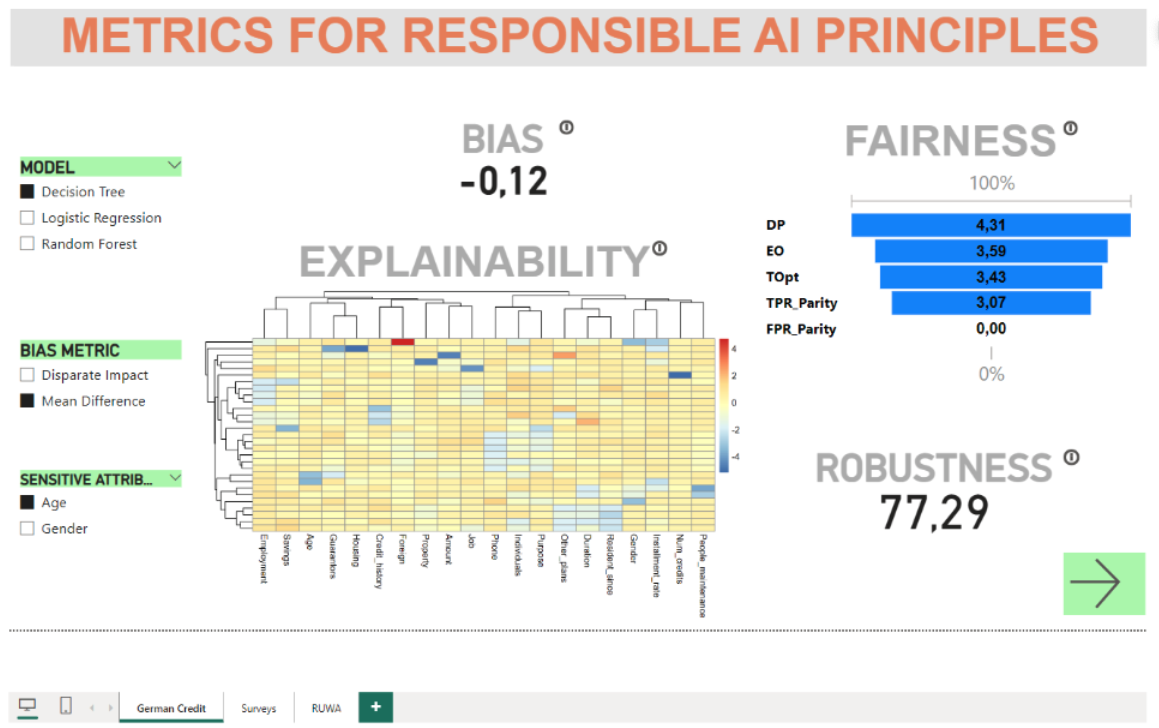 METRICS FOR RESPONSIBLE AI PRINCIPLES
MODEL
Decision Tree
Logistic Regression
Random Forest
BIAS METRIC
Disparate Impact
Mean Difference
SENSITIVE ATTRIB...
Age
Gender
BIAS
-0,12
EXPLAINABILITY
4
2
0
-2
-4
Employment
Savings
Age
Guarantors
Housing
Credit_history
Foreign
Property
Amount
Job
Phone
Individuals
Purpose
Other_plans
Duration
Resident_since
Gender
Installment_rate
Num_credits
People_maintenance
FAIRNESS
100%
DP 4,31
EO 3,59
TOpt 3,43
TPR_Parity 3,07
FPR_Parity 0,00
0%
ROBUSTNESS
77,29
German Credit
Surveys
RUWA
+